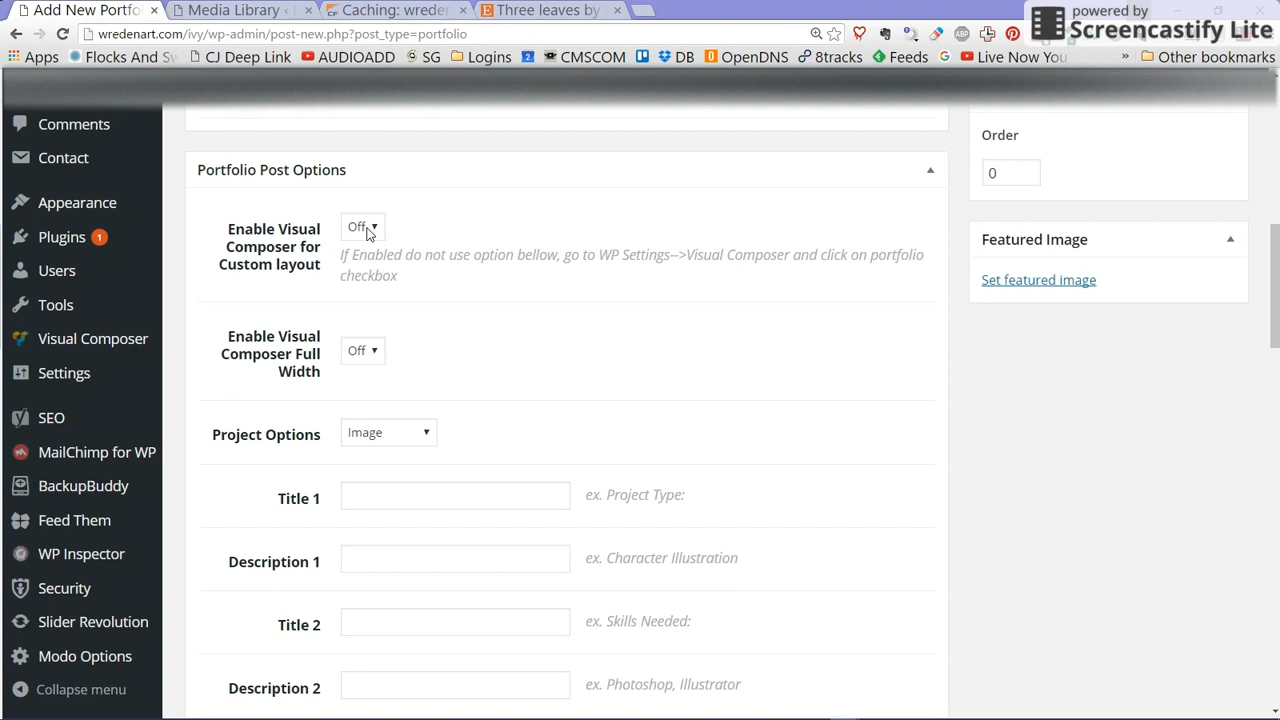 Add New Portfo
Media Library ‹
Caching: wreden
Three leaves by
powered by
Screencastify Lite
wredenart.com/ivy/wp-admin/post-new.php?post_type=portfolio
Apps
Flocks And Sw
CJ Deep Link
AUDIOADD
SG
Logins
2
CMSCOM
DB
OpenDNS
8tracks
Feeds
Live Now You
»
Other bookmarks
Comments
Contact
Appearance
Plugins 1
Users
Tools
Visual Composer
Settings
SEO
MailChimp for WP
BackupBuddy
Feed Them
WP Inspector
Security
Slider Revolution
Modo Options
Collapse menu
Portfolio Post Options
Enable Visual
Composer for
Custom layout
Off
If Enabled do not use option bellow, go to WP Settings-->Visual Composer and click on portfolio
checkbox
Enable Visual
Composer Full
Width
Off
Project Options
Image
Title 1
ex. Project Type:
Description 1
ex. Character Illustration
Title 2
ex. Skills Needed:
Description 2
ex. Photoshop, Illustrator
Order
0
Featured Image
Set featured image